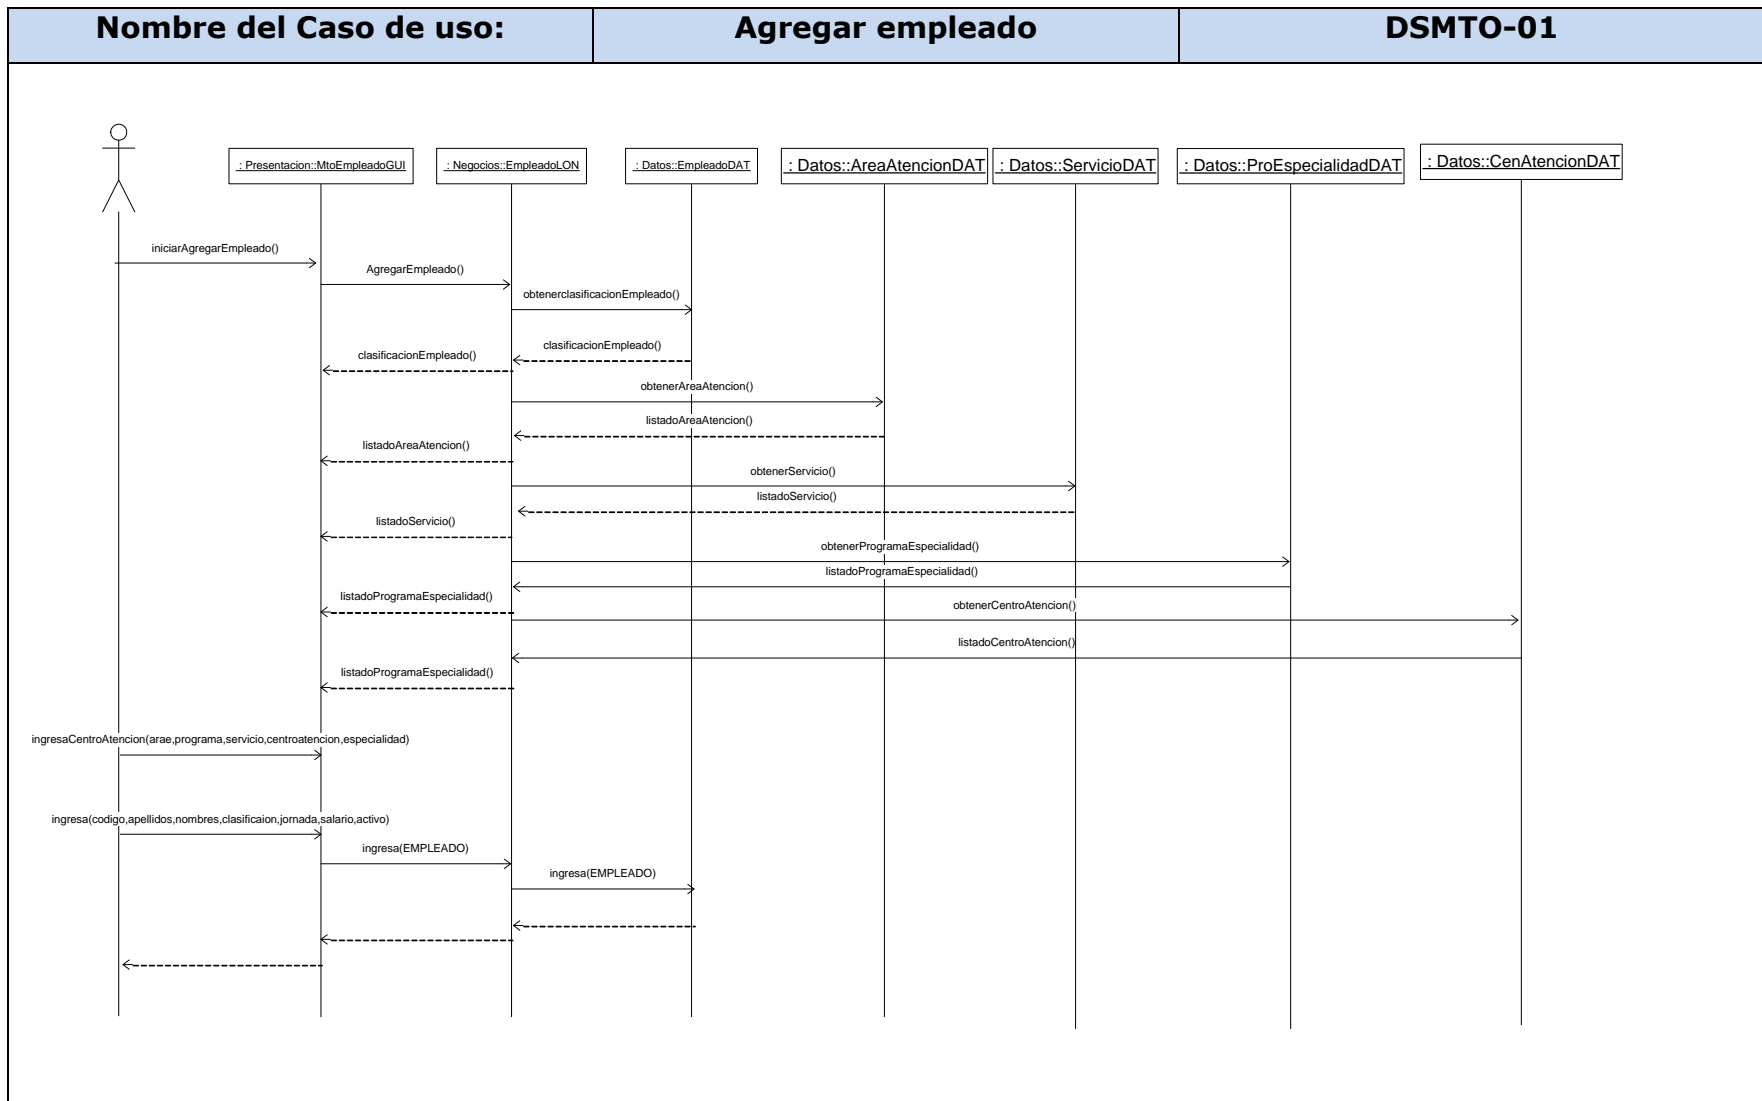 Nombre del Caso de uso:
Agregar empleado
DSMTO-01
: Presentacion::MtoEmpleadoGUI
: Negocios::EmpleadoLON
: Datos::EmpleadoDAT
: Datos::AreaAtencionDAT
: Datos::ServicioDAT
: Datos::ProEspecialidadDAT
: Datos::CenAtencionDAT
iniciarAgregarEmpleado()
AgregarEmpleado()
obtenerclasificacionEmpleado()
clasificacionEmpleado()
clasificacionEmpleado()
obtenerAreaAtencion()
listadoAreaAtencion()
listadoAreaAtencion()
obtenerServicio()
listadoServicio()
listadoServicio()
obtenerProgramaEspecialidad()
listadoProgramaEspecialidad()
listadoProgramaEspecialidad()
obtenerCentroAtencion()
listadoCentroAtencion()
listadoProgramaEspecialidad()
ingresaCentroAtencion(arae,programa,servicio,centroatencion,especialidad)
ingresa(codigo,apellidos,nombres,clasificaion,jornada,salario,activo)
ingresa(EMPLEADO)
ingresa(EMPLEADO)